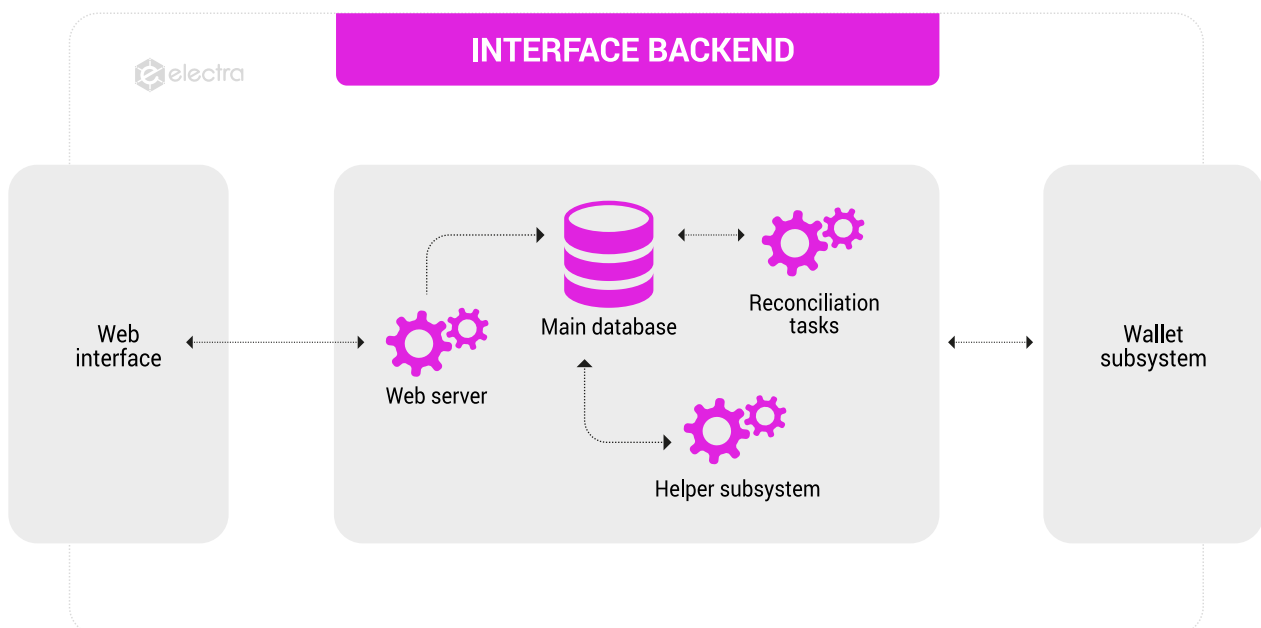 INTERFACE BACKEND
electra
Web
interface
Web server
Main database
Reconciliation
tasks
Helper subsystem
Wallet
subsystem